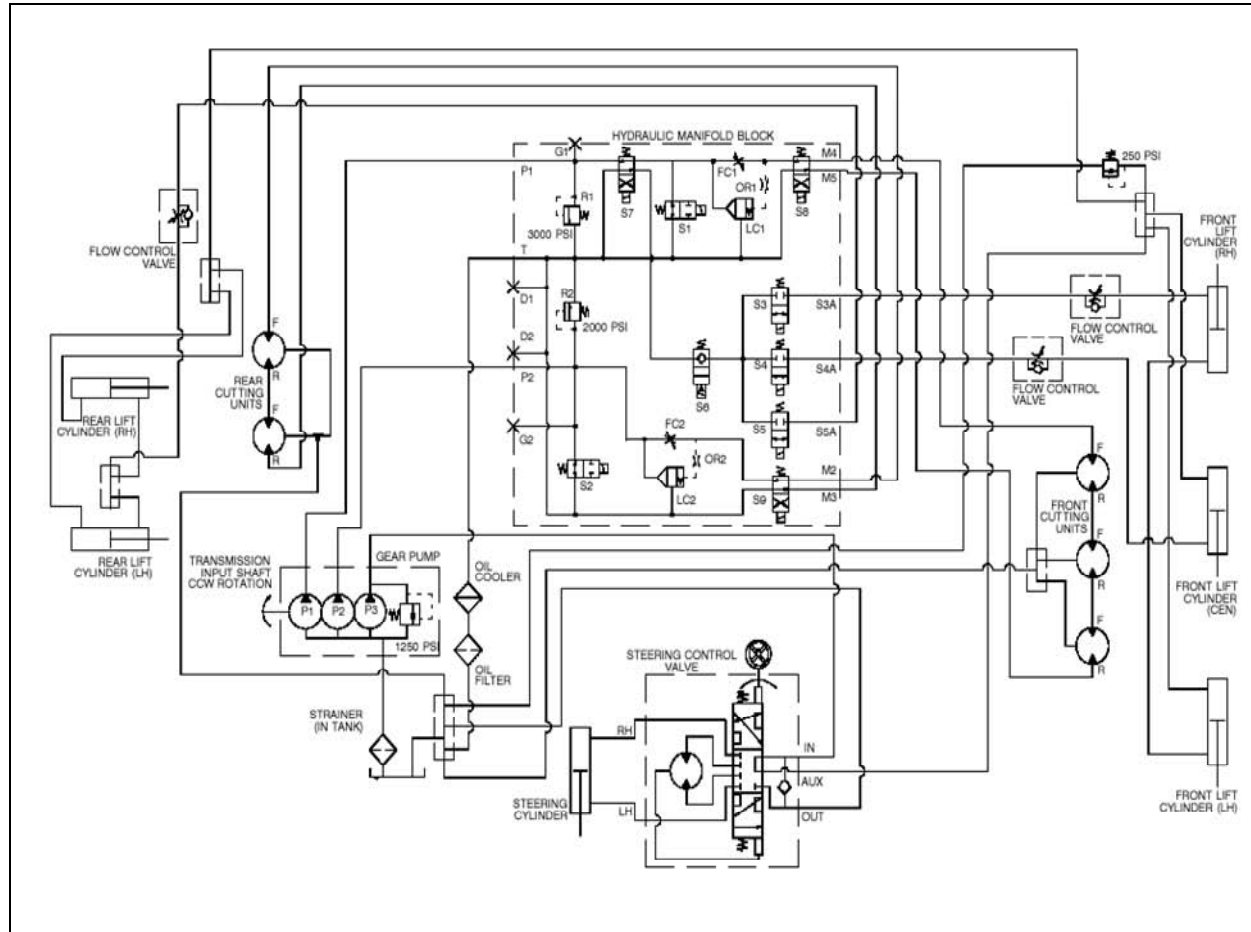 HYDRAULIC MANIFOLD BLOCK
G1
P1
M4
M5
FC1
OR1
R1
S7
S1
LC1
S8
3000 PSI
T
250 PSI
FRONT
LIFT
CYLINDER
(RH)
FLOW CONTROL
VALVE
D1
R2
2000 PSI
D2
P2
S3
S3A
S4
S4A
S6
S5
S5A
FLOW CONTROL
VALVE
FLOW CONTROL
VALVE
F
R
REAR
CUTTING
UNITS
F
R
REAR LIFT
CYLINDER (RH)
G2
FC2
OR2
S2
LC2
S9
M2
M3
F
R
FRONT
CUTTING
UNITS
F
R
F
R
REAR LIFT
CYLINDER (LH)
TRANSMISSION
INPUT SHAFT
CCW ROTATION
GEAR PUMP
P1
P2
P3
1250 PSI
OIL
COOLER
OIL
FILTER
FRONT LIFT
CYLINDER
(CEN)
STRAINER
(IN TANK)
STEERING CONTROL
VALVE
RH
IN
AUX
LH
OUT
STEERING
CYLINDER
FRONT LIFT
CYLINDER (LH)